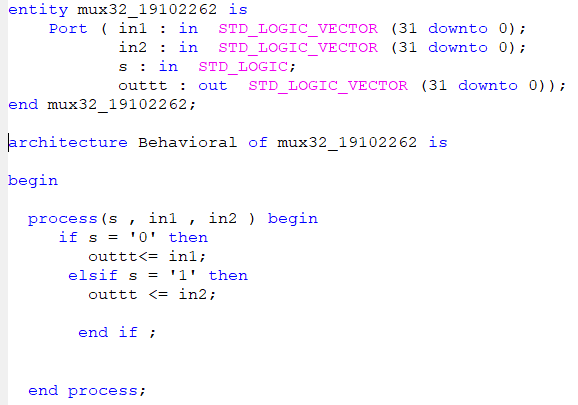 entity mux32_19102262 is
Port ( in1 : in STD_LOGIC_VECTOR (31 downto 0);
in2 : in STD_LOGIC_VECTOR (31 downto 0);
s : in STD_LOGIC;
outtt : out STD_LOGIC_VECTOR (31 downto 0));
end mux32_19102262;
architecture Behavioral of mux32_19102262 is
begin
process(s , in1 , in2 ) begin
if s = '0' then
outtt<= in1;
elsif s = '1' then
outtt <= in2;
end if ;
end process;